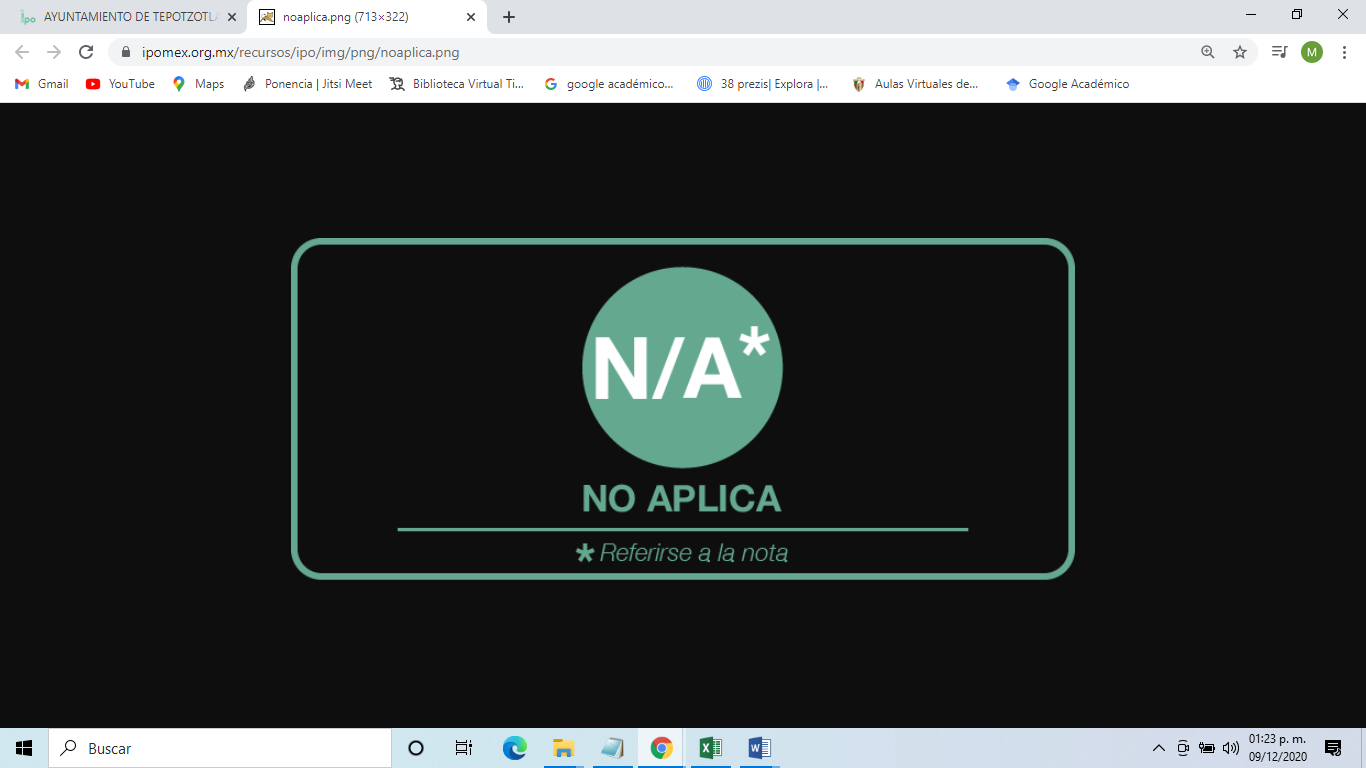 ipo AYUNTAMIENTO DE TEPOTZOTLÁ
noaplica.png (713×322)
ipomex.org.mx/recursos/ipo/img/png/noaplica.png
M
Gmail YouTube Maps Ponencia | Jitsi Meet Biblioteca Virtual Ti... google académico... 38 prezis| Explora |... Aulas Virtuales de... Google Académico
N/A*
NO APLICA
* Referirse a la nota
Buscar
01:23 p. m.
09/12/2020